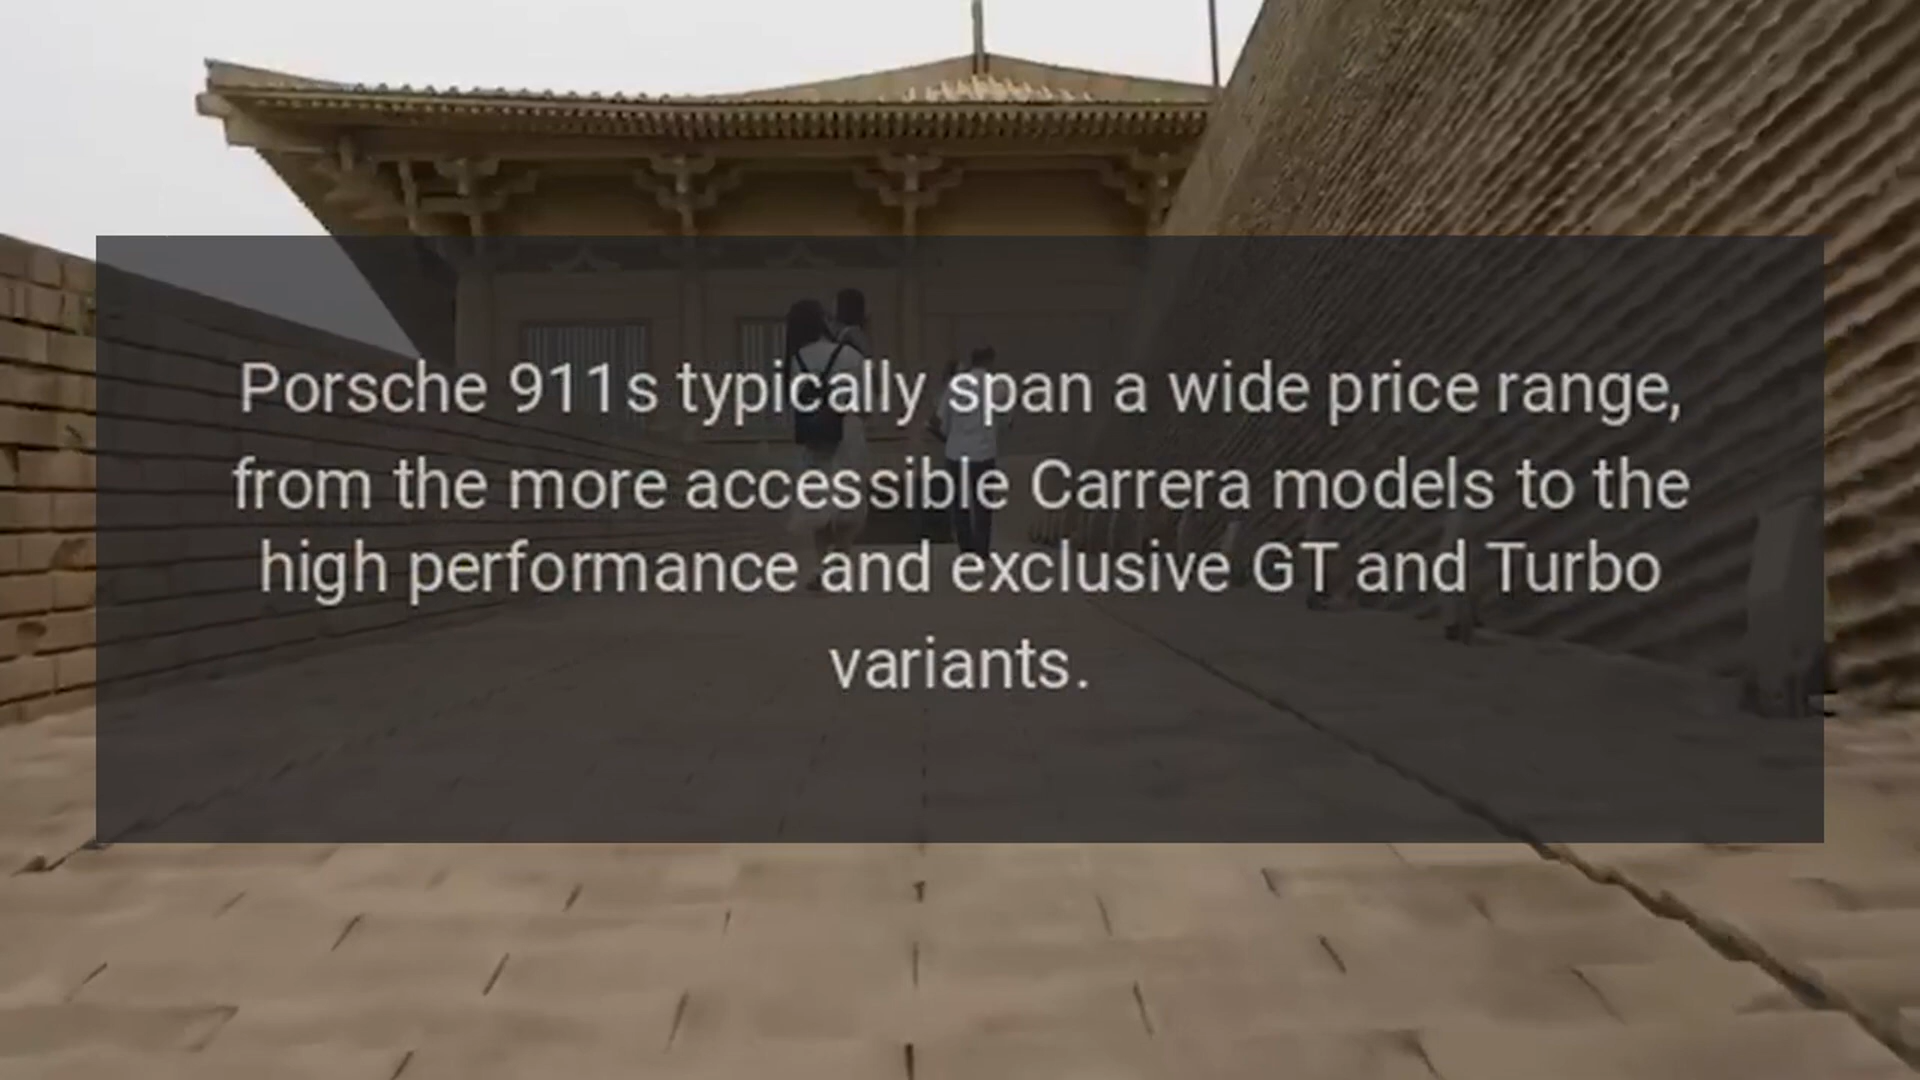 Porsche 911s typically span a wide price range,
from the more accessible Carrera models to the
high performance and exclusive GT and Turbo
variants.